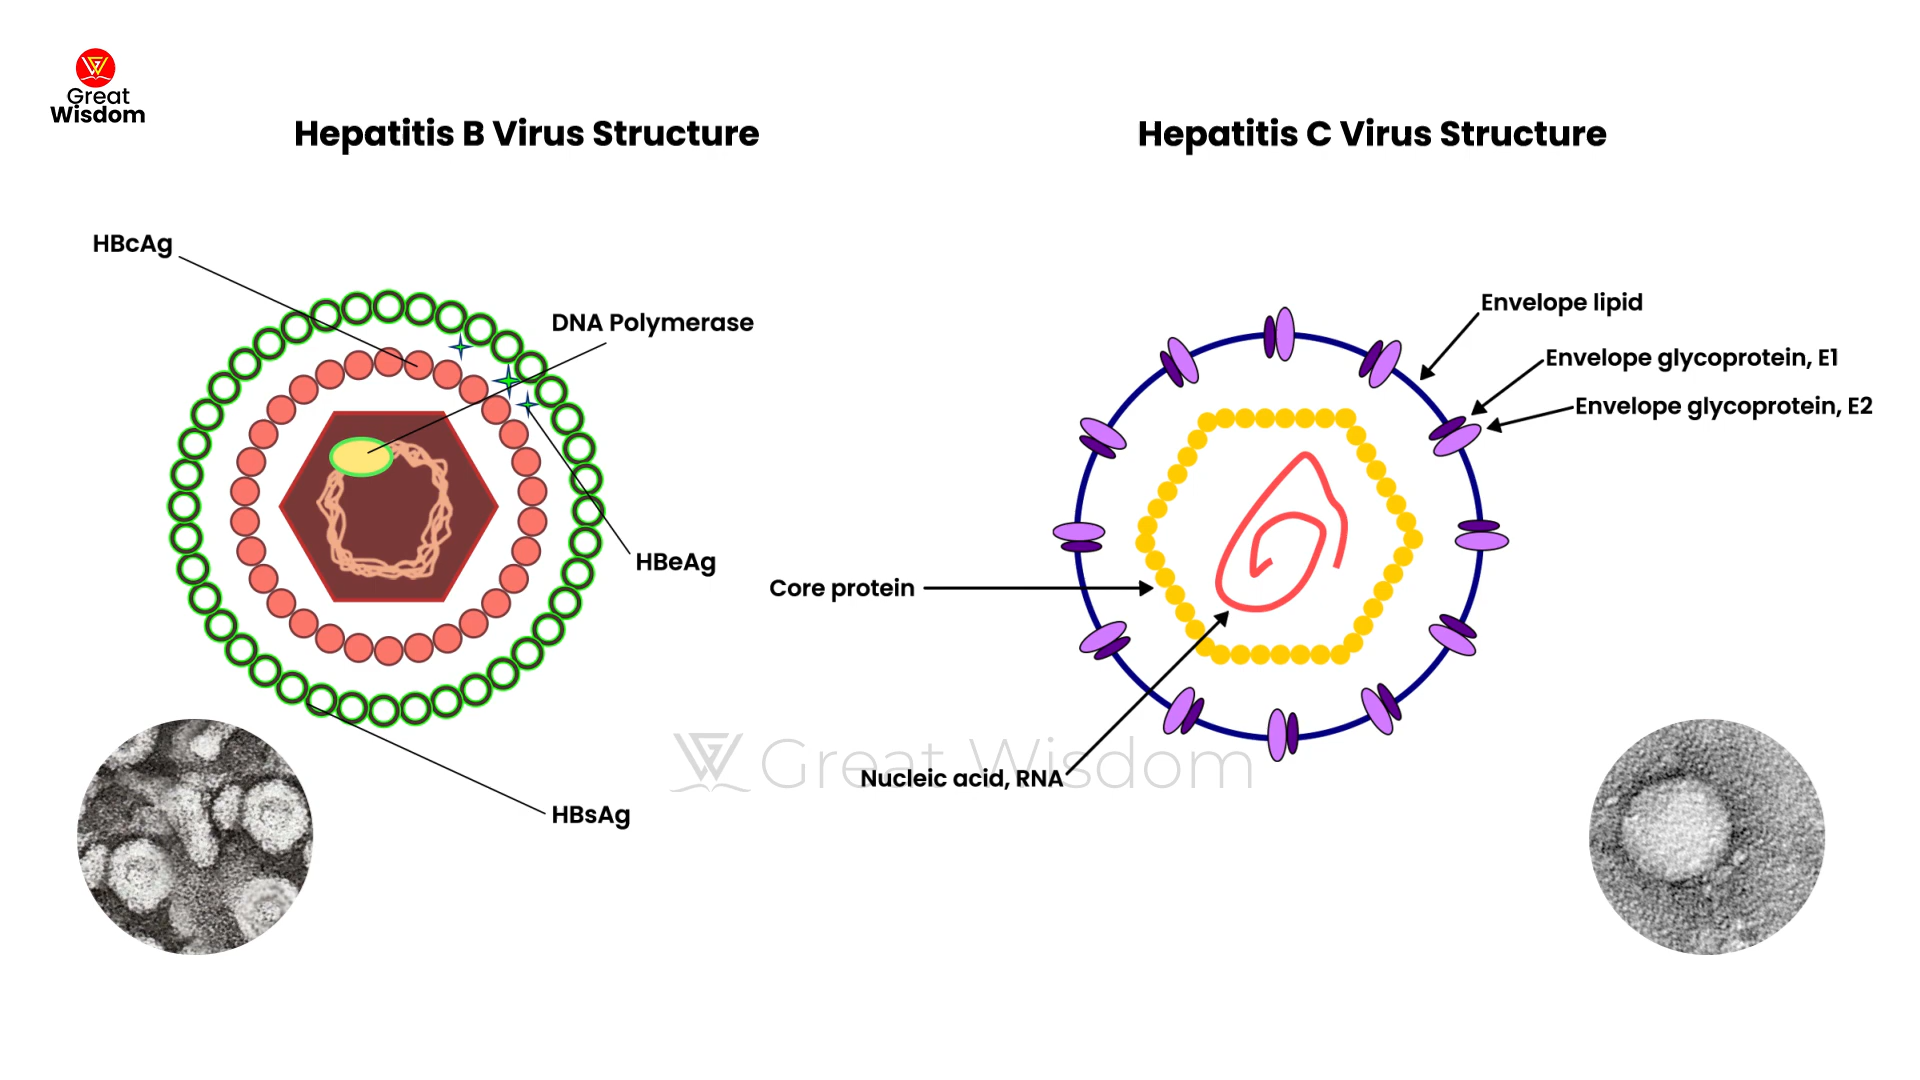 Great
Wisdom
Hepatitis B Virus Structure
Hepatitis C Virus Structure
HBcAg
DNA Polymerase
HBeAg
HBsAg
Envelope lipid
Envelope glycoprotein, E1
Envelope glycoprotein, E2
Core protein
Nucleic acid, RNA
Great Wisdom